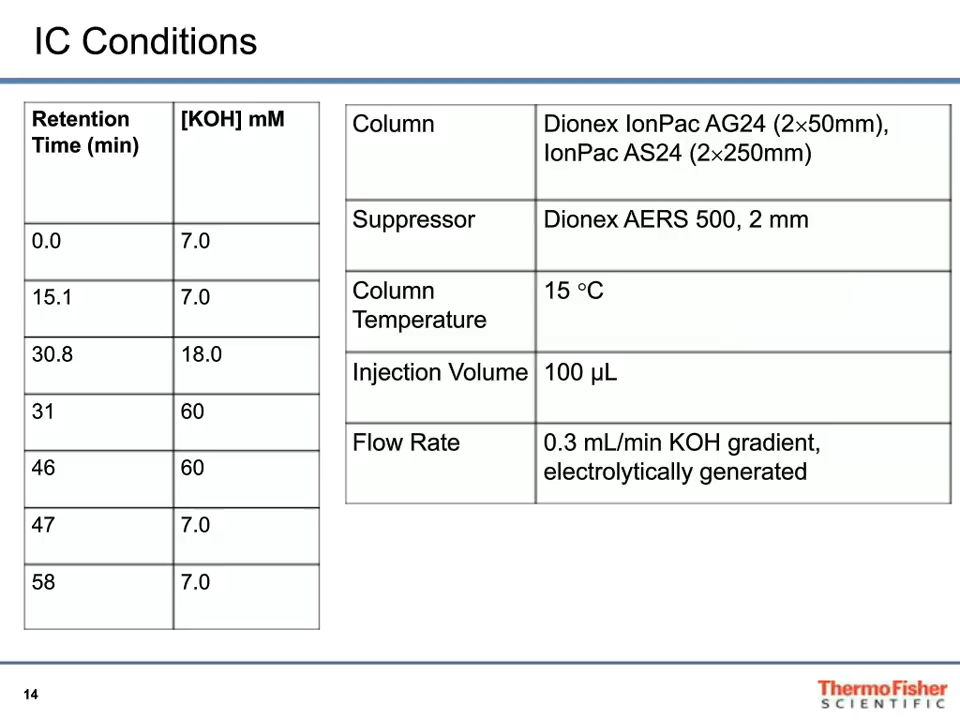 IC Conditions
Retention
Time (min)
[KOH] mM
0.0 7.0
15.1 7.0
30.8 18.0
31 60
46 60
47 7.0
58 7.0
Column
Dionex IonPac AG24 (2×50mm),
IonPac AS24 (2×250mm)
Suppressor
Dionex AERS 500, 2 mm
Column
Temperature
15 °C
Injection Volume
100 µL
Flow Rate
0.3 mL/min KOH gradient,
electrolytically generated
14
ThermoFisher
SCIENTIFIC